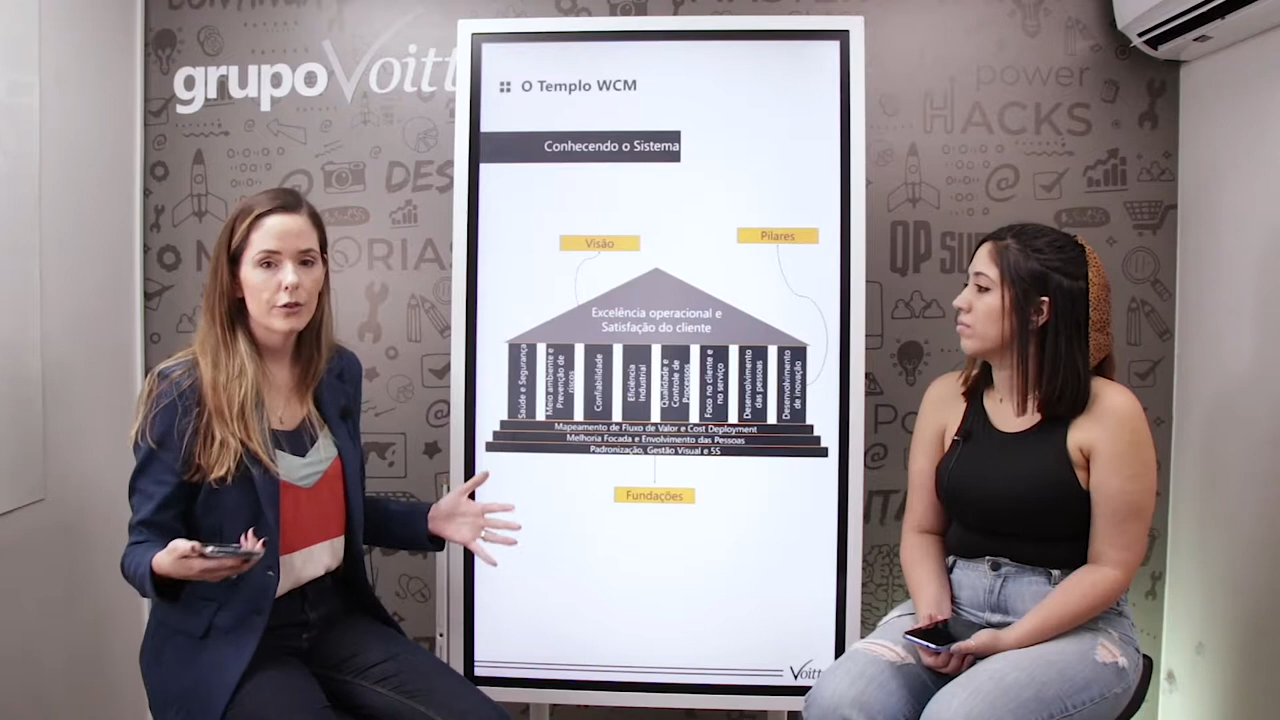 grupo Voitt
power
HACKS
DES
QP SU
O Templo WCM
Conhecendo o Sistema
Visão
Pilares
Excelência operacional e
Satisfação do cliente
Saúde e Segurança
Meio ambiente e
Prevenção de
riscos
Confiabilidade
Eficiência
Industrial
Qualidade e
Controle de
Processos
Foco no cliente e
no serviço
Desenvolvimento
das pessoas
Desenvolvimento
de inovação
Mapeamento de Fluxo de Valor e Cost Deployment
Melhoria Focada e Envolvimento das Pessoas
Padronização, Gestão Visual e 5S
Fundações
Voitt